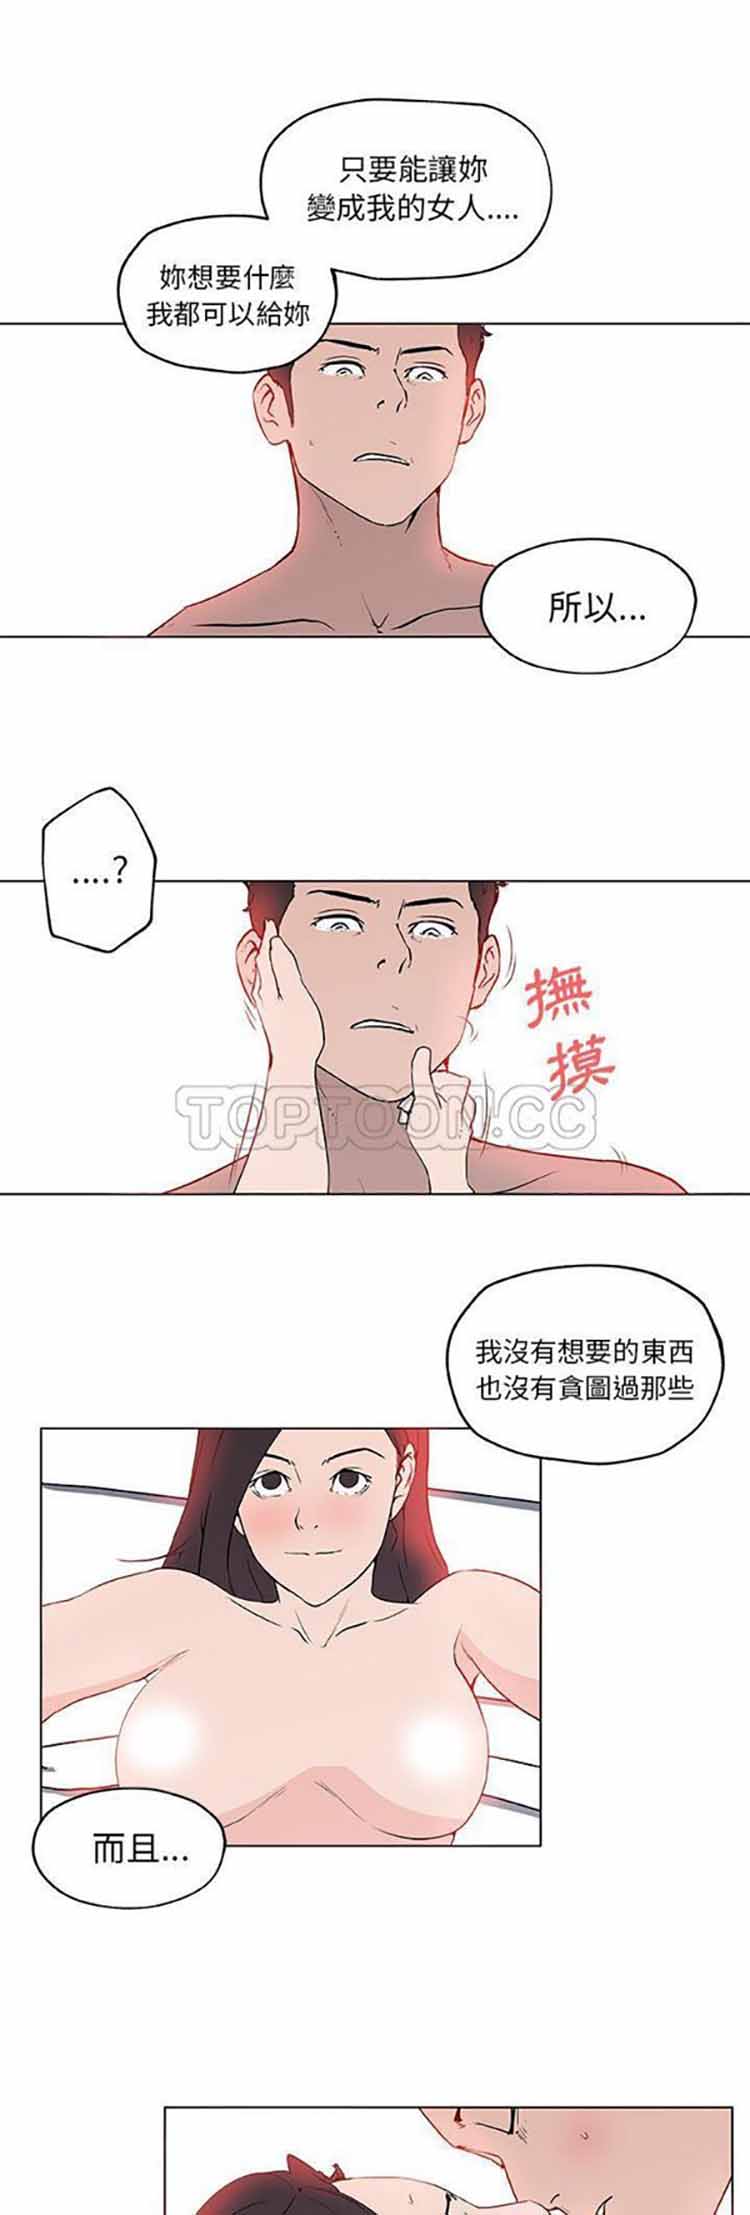 只要能讓妳
變成我的女人....
妳想要什麼
我都可以給妳
所以...
....?
撫
摸
TOPTOON.CC
我沒有想要的東西
也沒有貪圖過那些
而且...